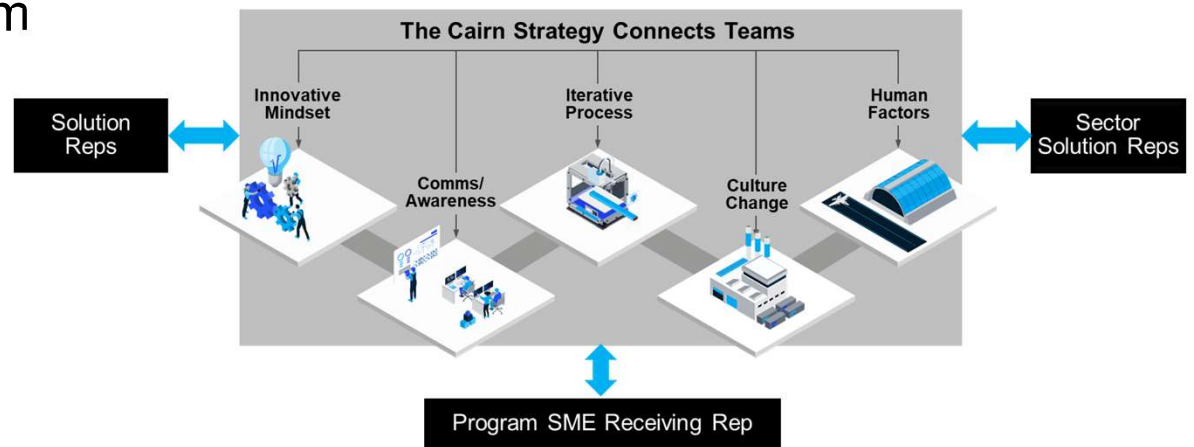 m
The Cairn Strategy Connects Teams
Innovative
Mindset
Iterative
Process
Human
Factors
Solution
Reps
Sector
Solution Reps
Comms/
Awareness
Culture
Change
Program SME Receiving Rep